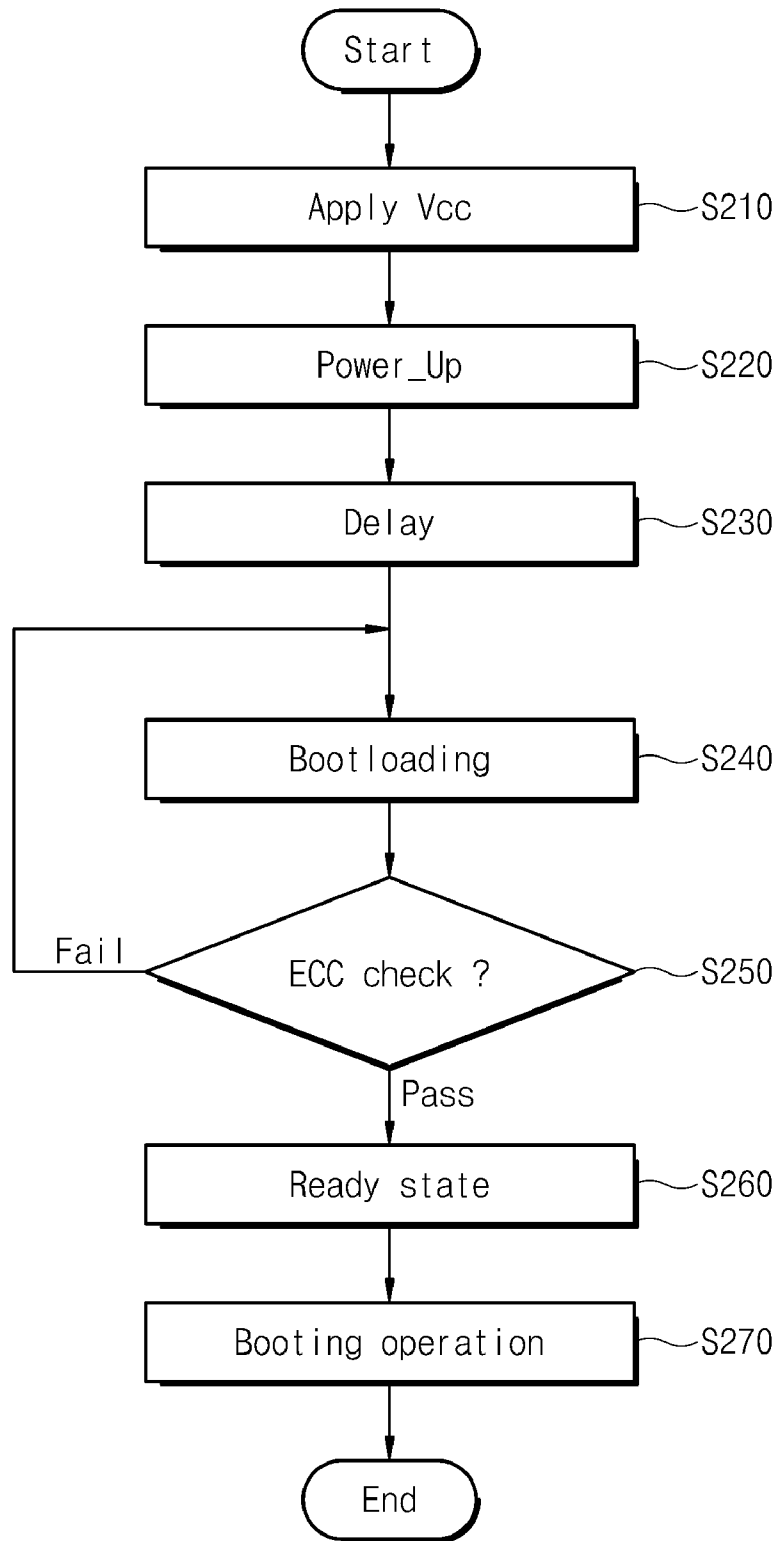 Start
Apply Vcc
S210
Power_Up
S220
Delay
S230
Bootloading
S240
Fail
ECC check ?
S250
Pass
Ready state
S260
Booting operation
S270
End